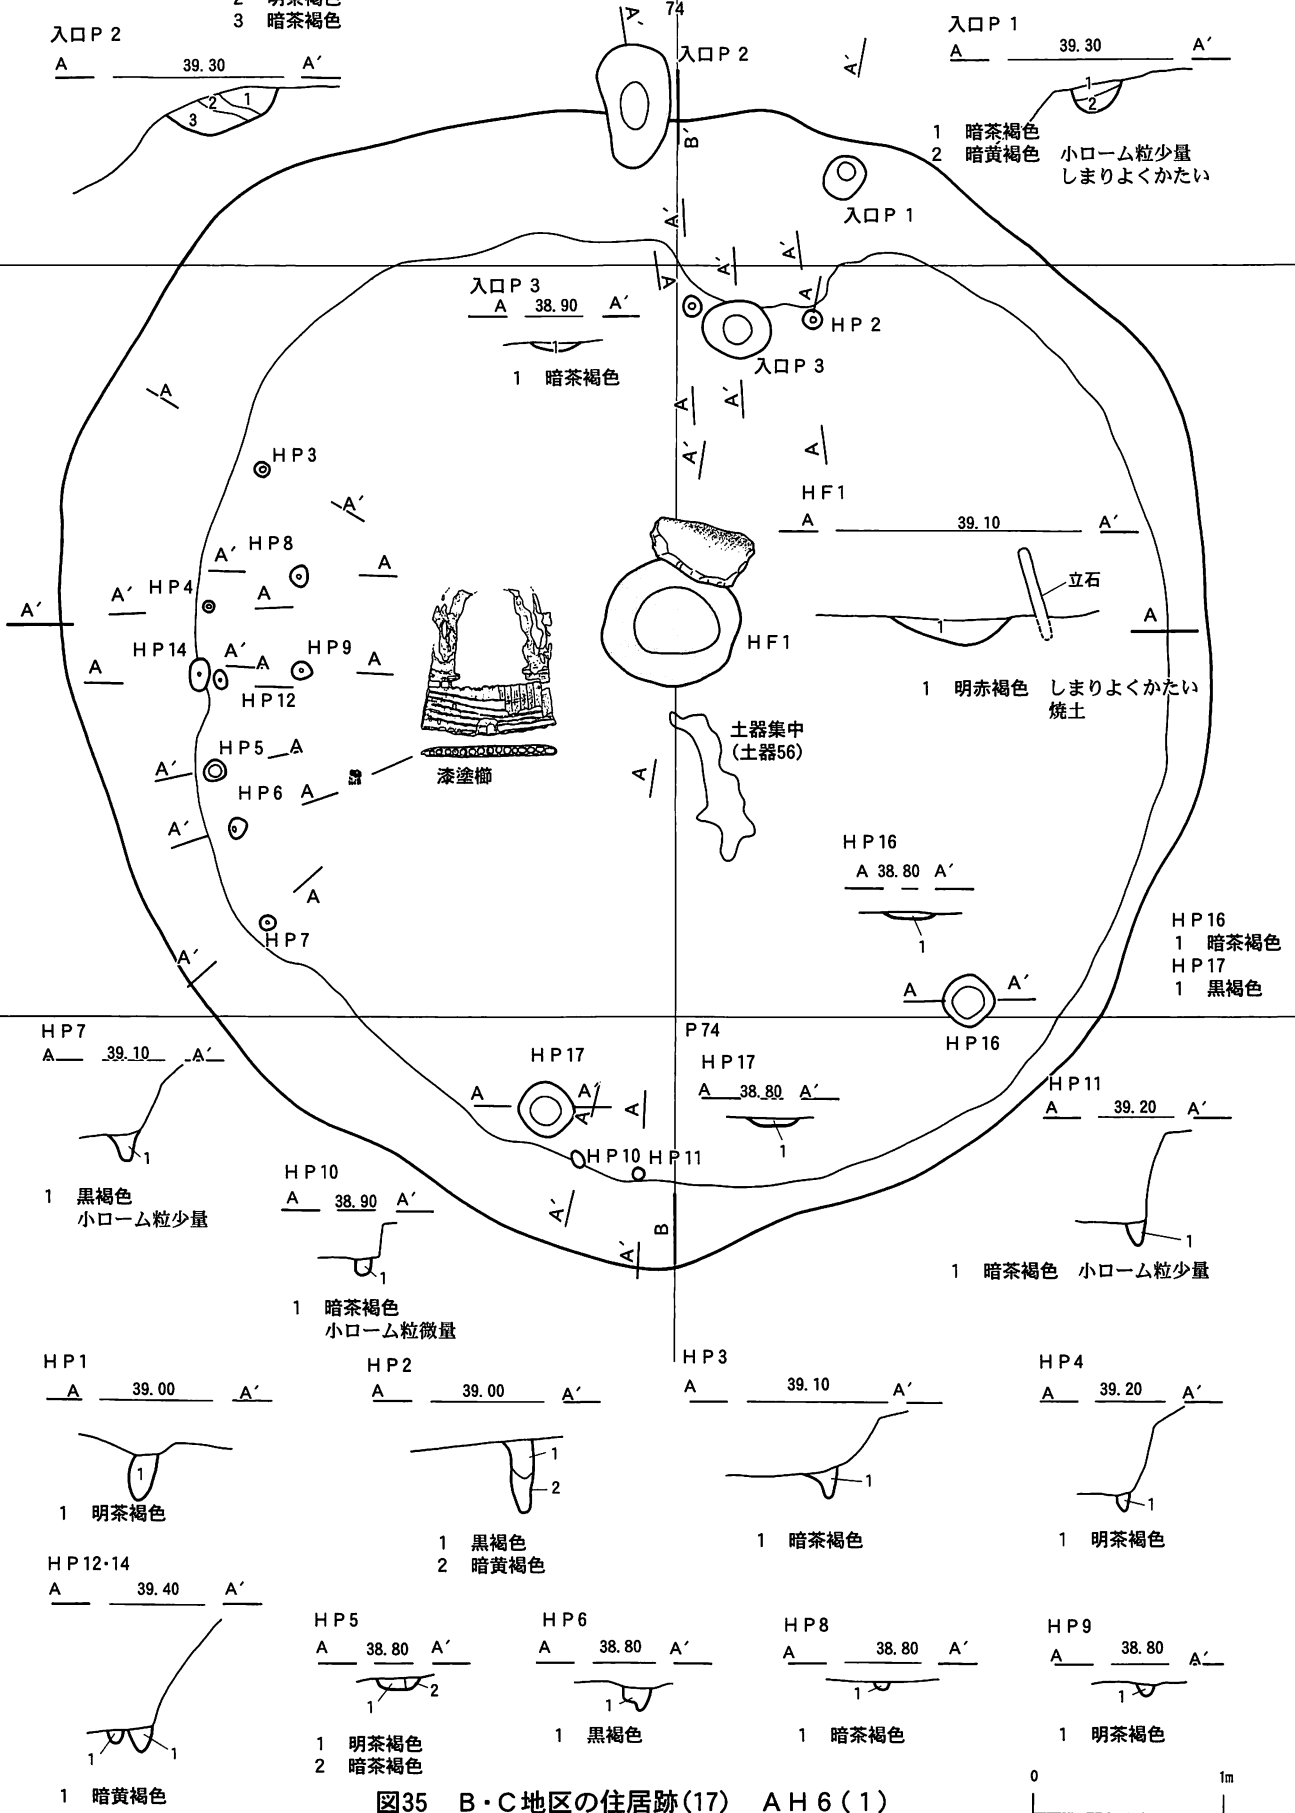 3 暗茶褐色
74
入口P2
A 39.30 A′
1
2
3
A′
入口P2
B′
A′
入口P1
A 39.30 A′
1
2
1 暗茶褐色
2 暗黄褐色 小ローム粒少量
しまりよくかたい
入口P1
A′
A
A′
A′
A
入口P3
A 38.90 A′
1
1 暗茶褐色
HP2
入口P3
A
A
A′
A′
A
HP3
A′
HF1
A 39.10 A′
立石
1
1 明赤褐色 しまりよくかたい
焼土
HP8
A′
A
HP4
A′
A
A′
A
HF1
HP14
A′
A
HP9
A
A
HP12
土器集中
(土器56)
HP5
A
A′
漆塗櫛
A
HP6
A
A′
A
HP7
A′
HP16
A 38.80 A′
1
HP16
1 暗茶褐色
HP17
1 黒褐色
A
A′
HP16
P74
HP7
A 39.10 A′
1
1 黒褐色
小ローム粒少量
HP17
A
A′
A
A
HP17
A 38.80 A′
1
HP10
HP11
HP11
A 39.20 A′
1
1 暗茶褐色 小ローム粒少量
HP10
A 38.90 A′
1
1 暗茶褐色
小ローム粒微量
A′
B
A′
HP1
A 39.00 A′
1
1 明茶褐色
HP2
A 39.00 A′
1
2
1 黒褐色
2 暗黄褐色
HP3
A 39.10 A′
1
1 暗茶褐色
HP4
A 39.20 A′
1
1 明茶褐色
HP12・14
A 39.40 A′
1
1
1 暗黄褐色
HP5
A 38.80 A′
1
2
1 明茶褐色
2 暗茶褐色
HP6
A 38.80 A′
1
1 黒褐色
HP8
A 38.80 A′
1
1 暗茶褐色
HP9
A 38.80 A′
1
1 明茶褐色
0 1m
図35 B・C地区の住居跡(17) AH6(1)